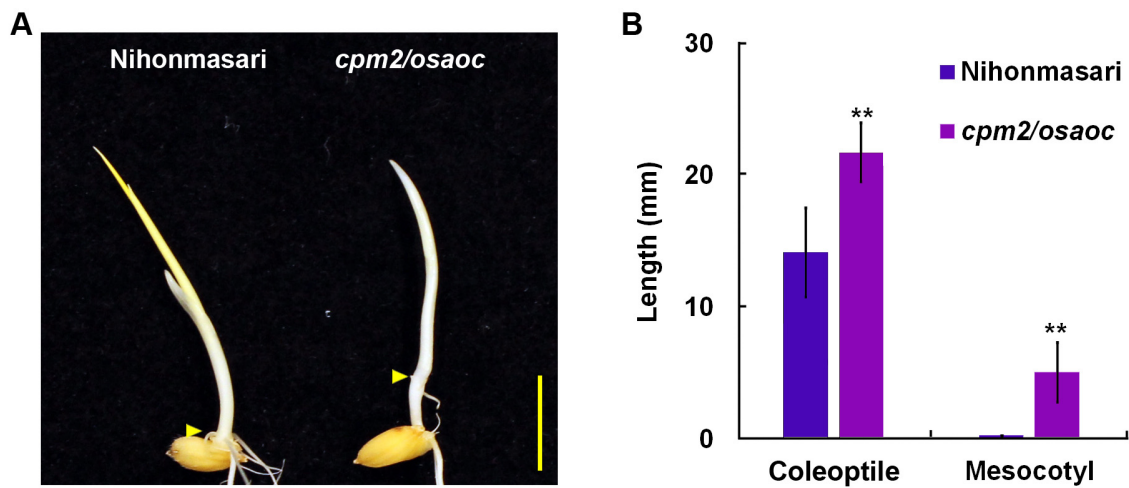 A
Nihonmasari
cpm2/osaoc
B
Length (mm)
30
20
10
0
**
**
Nihonmasari
cpm2/osaoc
Coleoptile
Mesocotyl